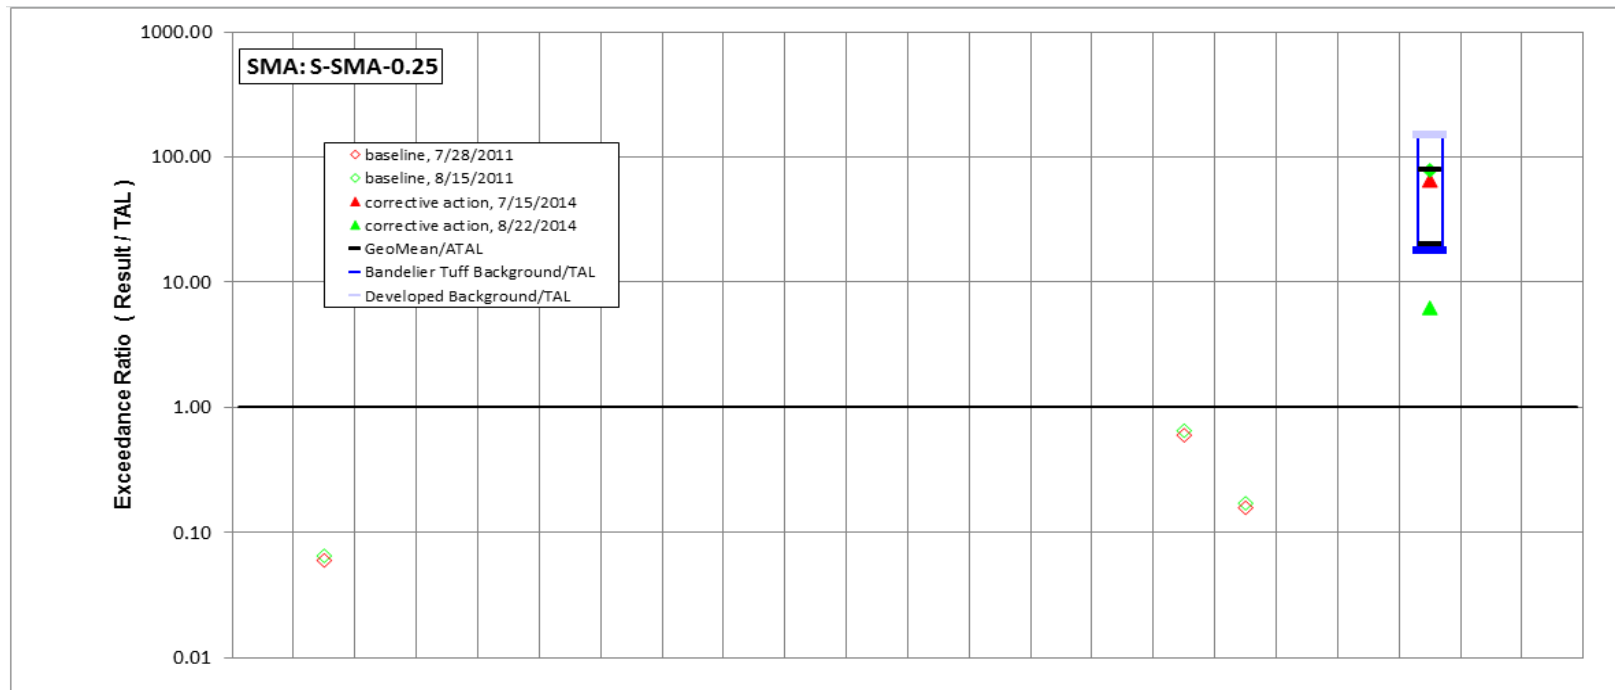 1000.00
SMA: S-SMA-0.25
100.00
baseline, 7/28/2011
baseline, 8/15/2011
corrective action, 7/15/2014
corrective action, 8/22/2014
GeoMean/ATAL
Bandelier Tuff Background/TAL
Developed Background/TAL
10.00
1.00
0.10
0.01
Exceedance Ratio ( Result / TAL )